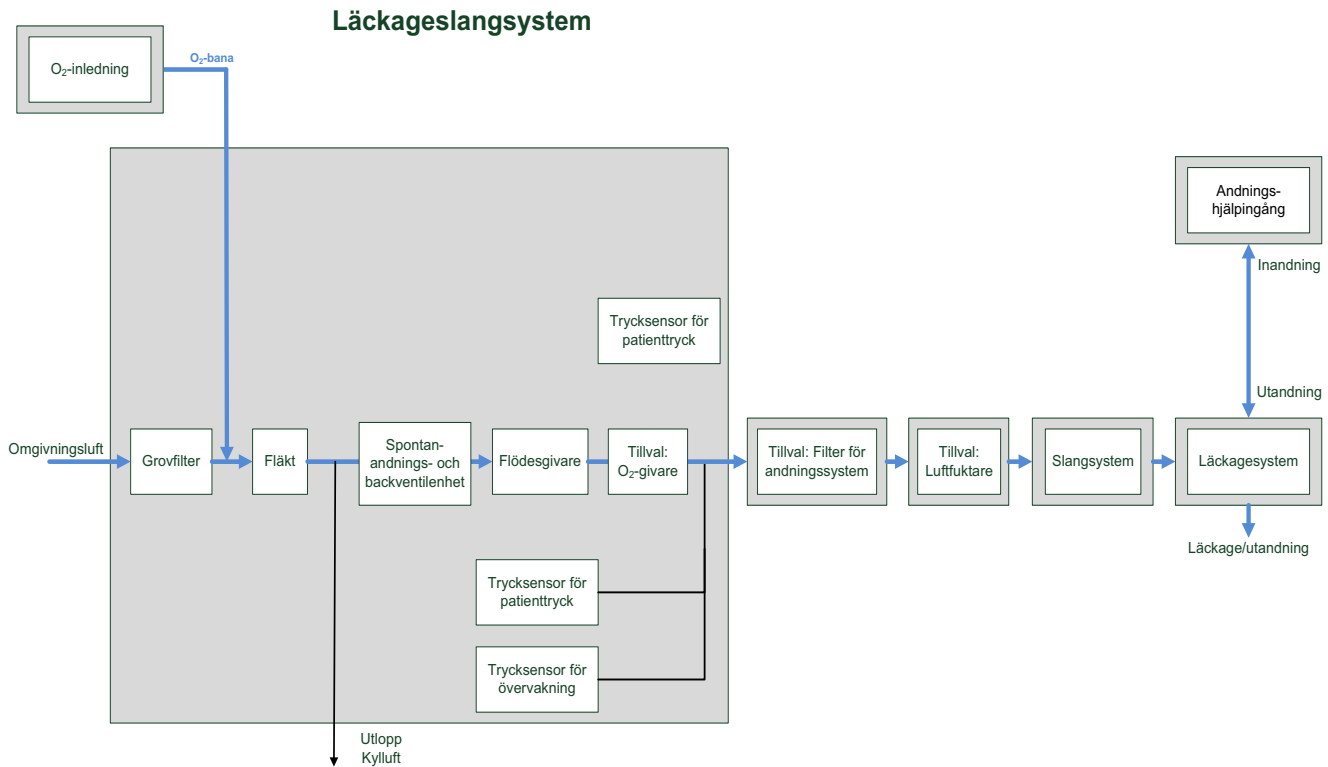 Läckageslangsystem
O₂-inledning
O₂-bana
Andnings-
hjälpingång
Inandning
Trycksensor för
patienttryck
Utandning
Omgivningsluft
Grovfilter
Fläkt
Spontan-
andnings- och
backventilenhet
Flödesgivare
Tillval:
O₂-givare
Tillval: Filter för
andningssystem
Tillval:
Luftfuktare
Slangsystem
Läckagesystem
Läckage/utandning
Trycksensor för
patienttryck
Trycksensor för
övervakning
Utlopp
Kylluft